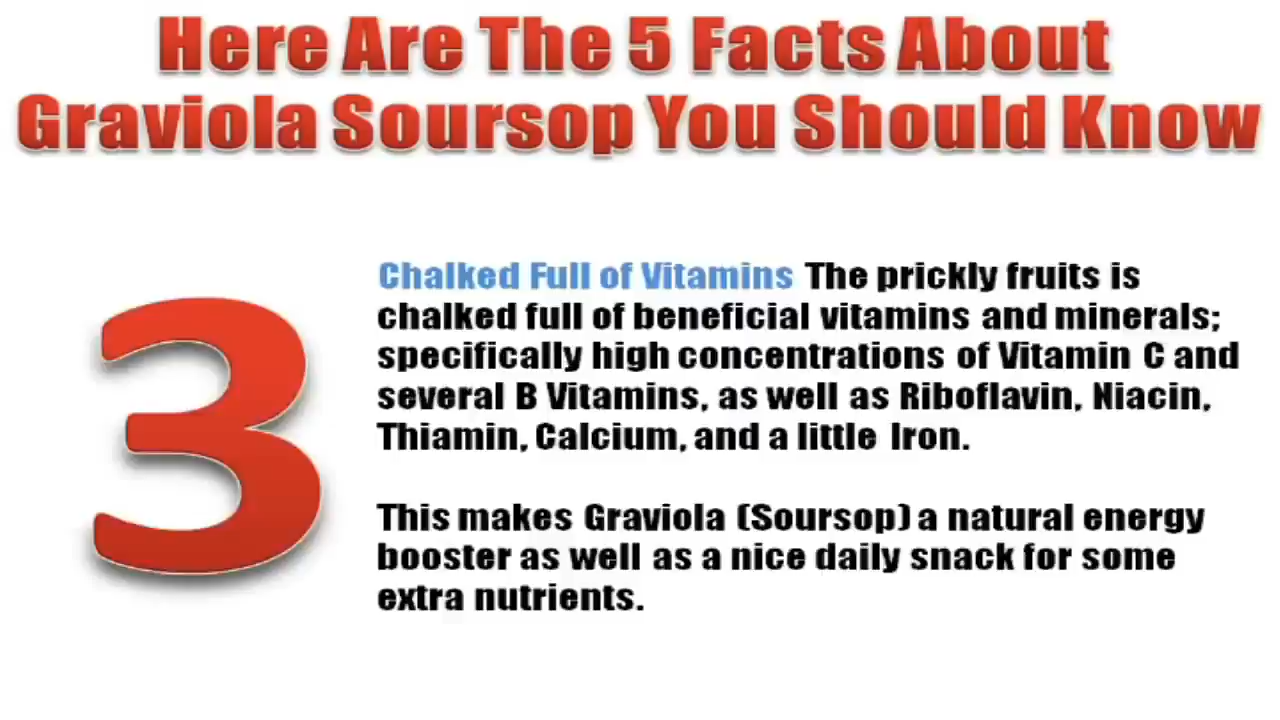 Here Are The 5 Facts About
Graviola Soursop You Should Know
3
Chalked Full of Vitamins The prickly fruits is
chalked full of beneficial vitamins and minerals;
specifically high concentrations of Vitamin C and
several B Vitamins, as well as Riboflavin, Niacin,
Thiamin, Calcium, and a little Iron.
This makes Graviola (Soursop) a natural energy
booster as well as a nice daily snack for some
extra nutrients.